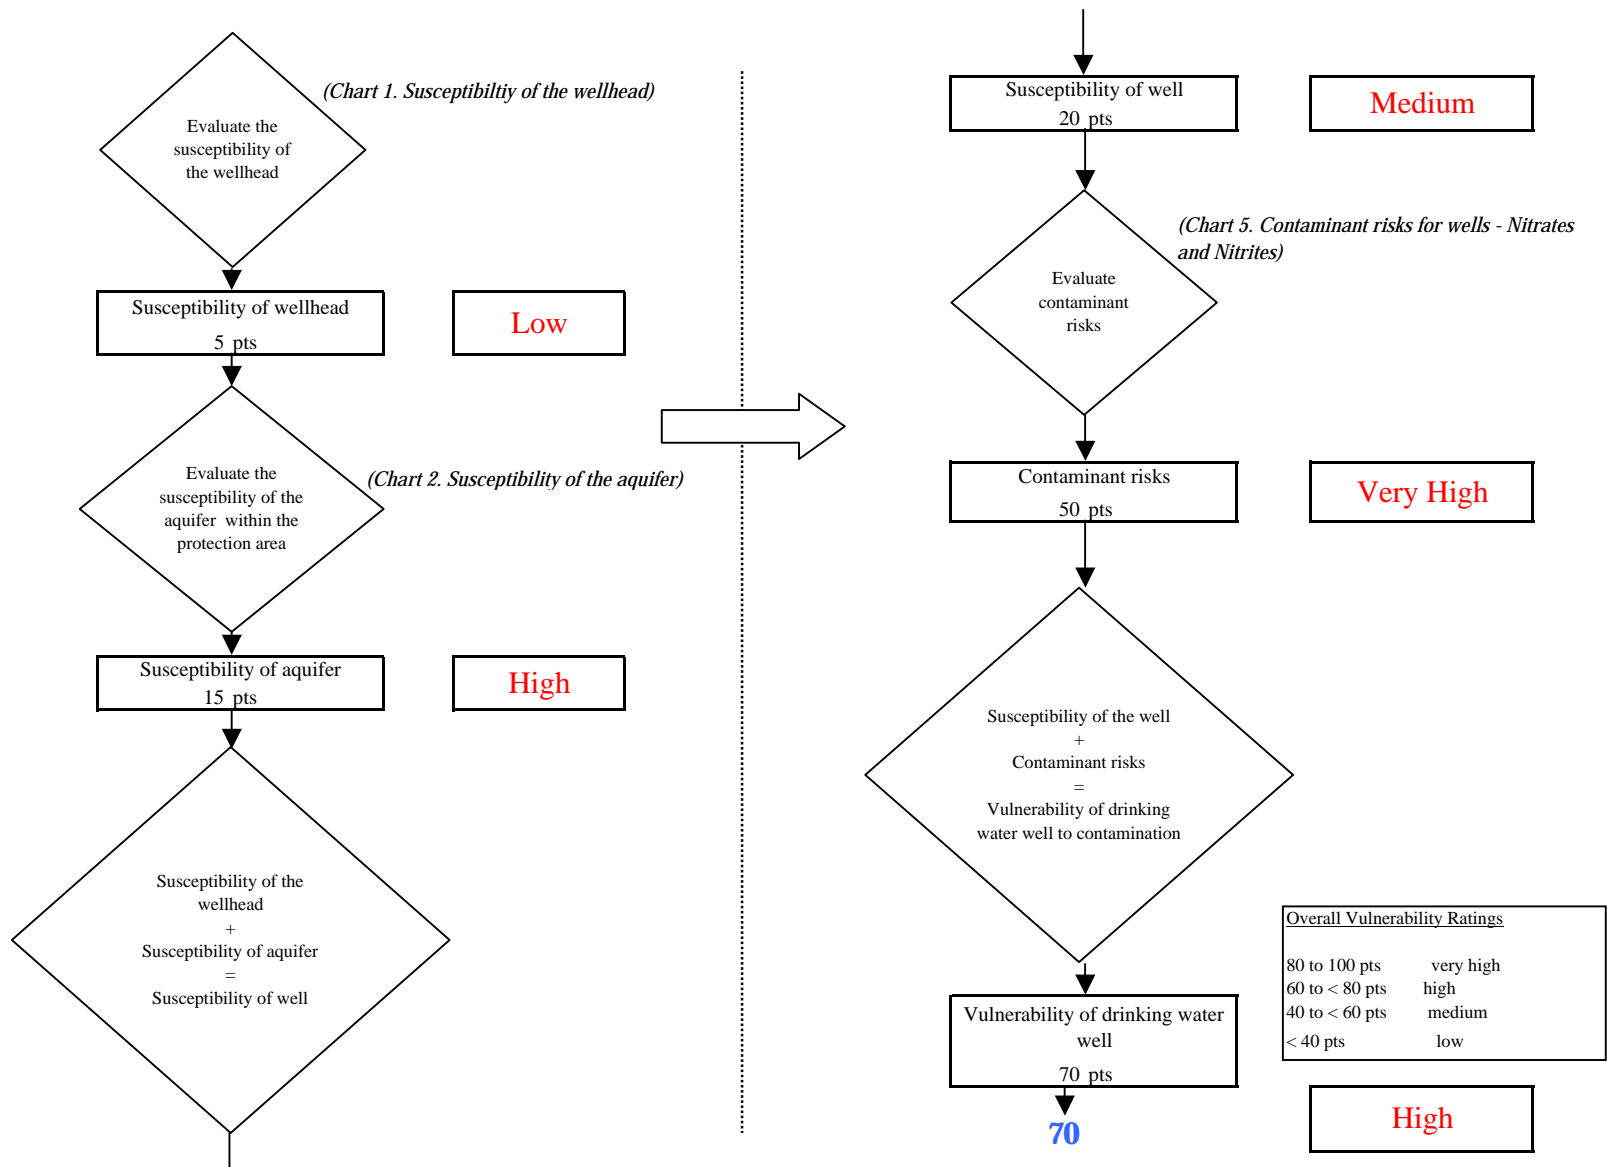 (Chart 1. Susceptibiltiy of the wellhead)
Evaluate the
susceptibility of
the wellhead
Susceptibility of wellhead
5 pts
Low
Evaluate the
susceptibility of the
aquifer within the
protection area
(Chart 2. Susceptibility of the aquifer)
Susceptibility of aquifer
15 pts
High
Susceptibility of the
wellhead
+
Susceptibility of aquifer
=
Susceptibility of well
Susceptibility of well
20 pts
Medium
(Chart 5. Contaminant risks for wells - Nitrates
and Nitrites)
Evaluate
contaminant
risks
Contaminant risks
50 pts
Very High
Susceptibility of the well
+
Contaminant risks
=
Vulnerability of drinking
water well to contamination
Overall Vulnerability Ratings
80 to 100 pts very high
60 to < 80 pts high
40 to < 60 pts medium
< 40 pts low
Vulnerability of drinking water
well
70 pts
70
High